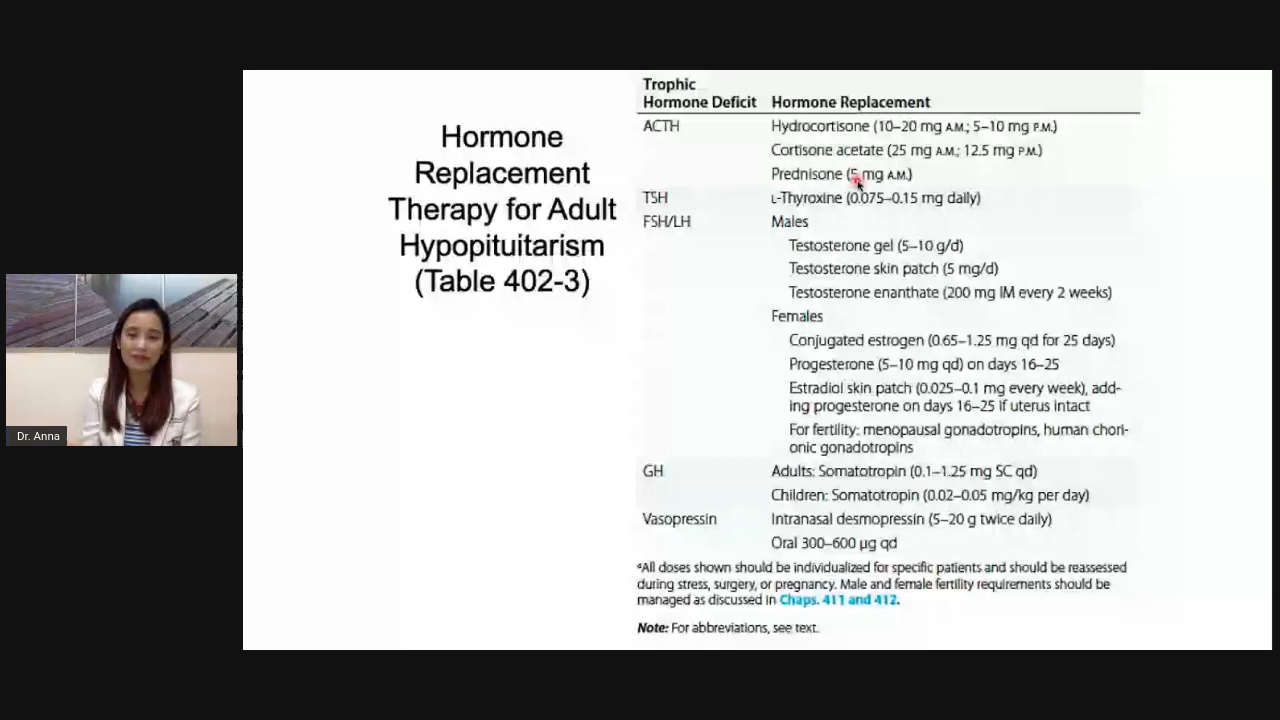 Hormone
Replacement
Therapy for Adult
Hypopituitarism
(Table 402-3)
Trophic
Hormone Deficit Hormone Replacement
ACTH Hydrocortisone (10–20 mg A.M.; 5–10 mg P.M.)
Cortisone acetate (25 mg A.M.; 12.5 mg P.M.)
Prednisone (5 mg A.M.)
TSH L-Thyroxine (0.075–0.15 mg daily)
FSH/LH Males
Testosterone gel (5–10 g/d)
Testosterone skin patch (5 mg/d)
Testosterone enanthate (200 mg IM every 2 weeks)
Females
Conjugated estrogen (0.65–1.25 mg qd for 25 days)
Progesterone (5–10 mg qd) on days 16–25
Estradiol skin patch (0.025–0.1 mg every week), add-
ing progesterone on days 16–25 if uterus intact
For fertility: menopausal gonadotropins, human chori-
onic gonadotropins
GH Adults: Somatotropin (0.1–1.25 mg SC qd)
Children: Somatotropin (0.02–0.05 mg/kg per day)
Vasopressin Intranasal desmopressin (5–20 g twice daily)
Oral 300–600 μg qd
ᵃAll doses shown should be individualized for specific patients and should be reassessed
during stress, surgery, or pregnancy. Male and female fertility requirements should be
managed as discussed in Chaps. 411 and 412.
Note: For abbreviations, see text.
Dr. Anna